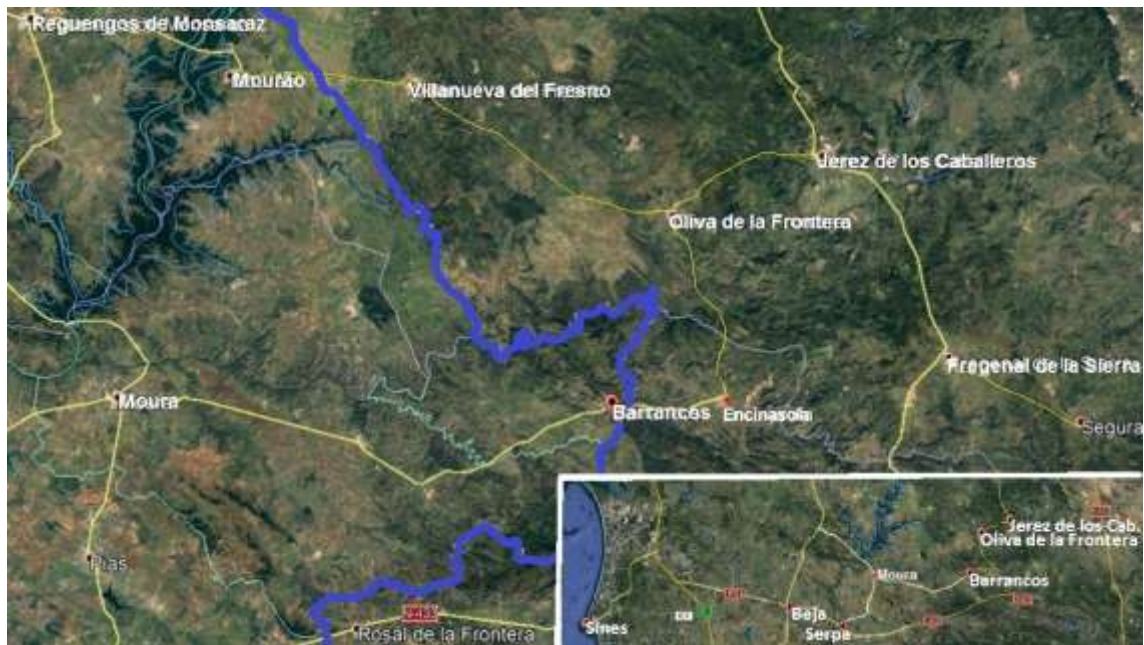 Reguengos de Monsaraz
Mourão
Villanueva del Fresno
Jerez de los Caballeros
Oliva de la Frontera
Fregenal de la Sierra
Moura
Barrancos
Encinasola
Segura
Pias
Rosal de la Frontera
Jerez de los Cab.
Oliva de la Frontera
Moura
Barrancos
Beja
Serpa
Sines